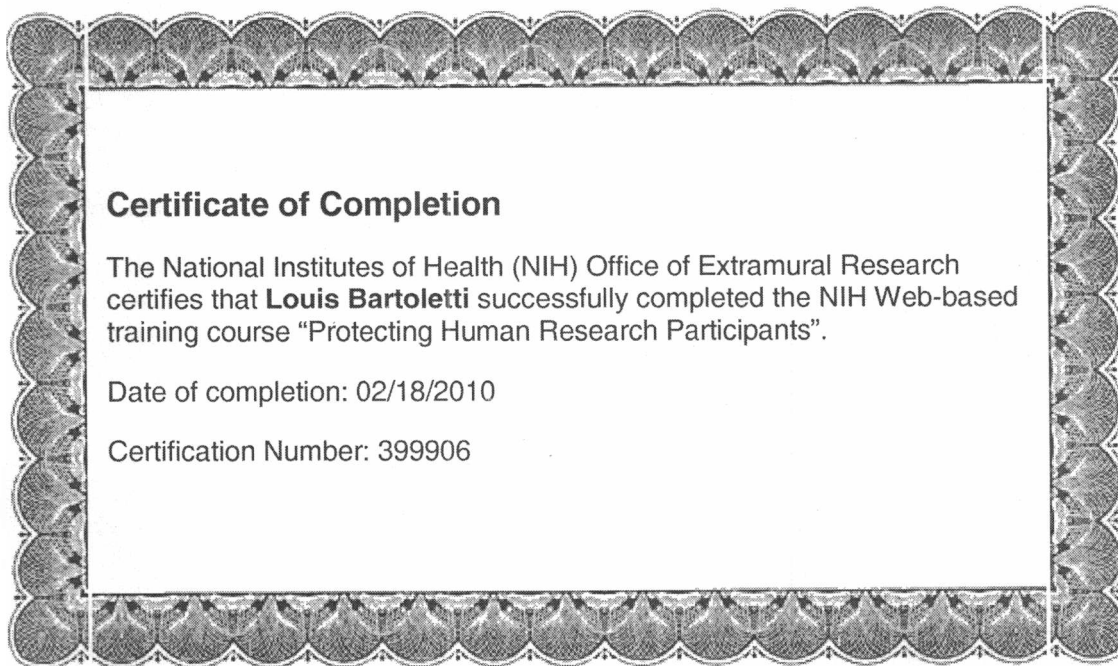 Certificate of Completion
The National Institutes of Health (NIH) Office of Extramural Research
certifies that Louis Bartoletti successfully completed the NIH Web-based
training course “Protecting Human Research Participants”.
Date of completion: 02/18/2010
Certification Number: 399906